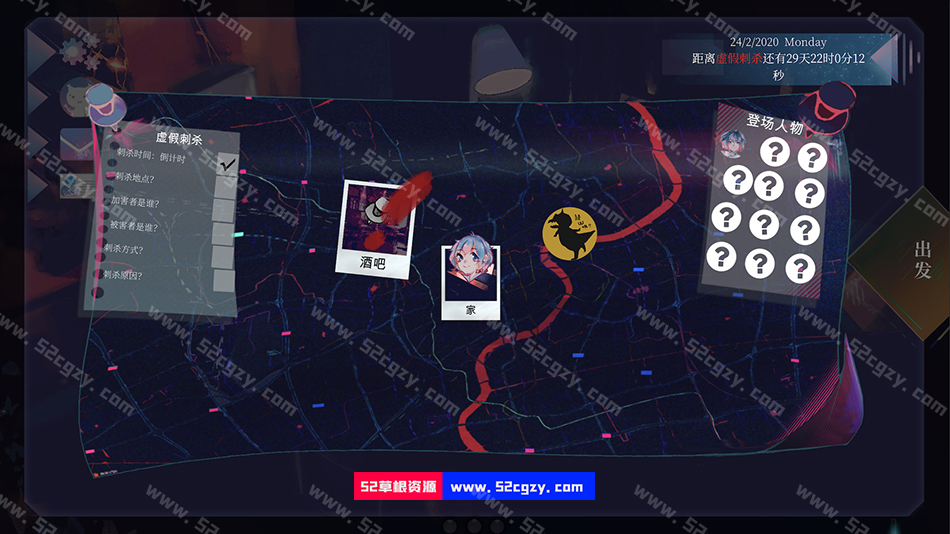 24/2/2020 Monday
距离虚假刺杀还有29天22时0分12
秒
虚假刺杀
刺杀时间：倒计时
刺杀地点?
加害者是谁?
被害者是谁?
刺杀方式?
刺杀原因?
登场人物
? ?
? ? ?
? ? ?
? ? ?
酒吧
家
出发
52草根资源 www.52cgzy.com
www.52cgzy.com